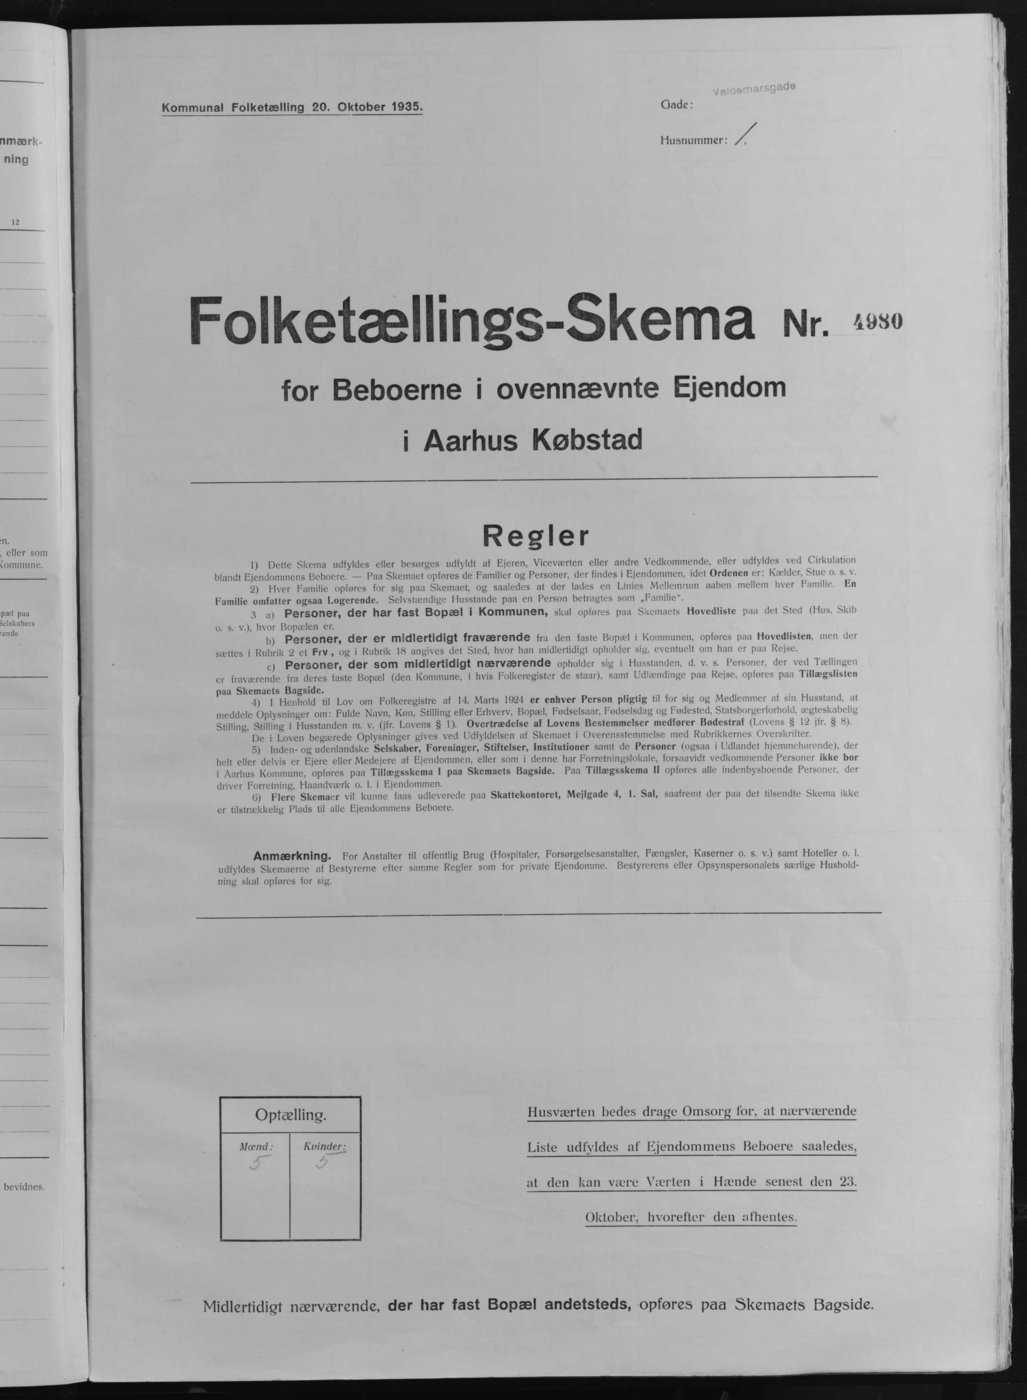 nmærk-
ning
12
en.
, eller som
Kommune.
pæl paa
Selskabers
rende
bevidnes.
Kommunal Folketælling 20. Oktober 1935.
Gade: Valdemarsgade
Husnummer: 1.
Folketællings-Skema Nr. 4980
for Beboerne i ovennævnte Ejendom
i Aarhus Købstad
Regler
1) Dette Skema udfyldes eller besørges udfyldt af Ejeren, Viceværten eller andre Vedkommende, eller udfyldes ved Cirkulation
blandt Ejendommens Beboere. — Paa Skemaet opføres de Familier og Personer, der findes i Ejendommen, idet Ordenen er: Kælder, Stue o. s. v.
2) Hver Familie opføres for sig paa Skemaet, og saaledes at der lades en Linies Mellemrum aaben mellem hver Familie. En
Familie omfatter ogsaa Logerende. Selvstændige Husstande paa en Person betragtes som „Familie".
3 a) Personer, der har fast Bopæl i Kommunen, skal opføres paa Skemaets Hovedliste paa det Sted (Hus, Skib
o. s. v.), hvor Bopælen er.
b) Personer, der er midlertidigt fraværende fra den faste Bopæl i Kommunen, opføres paa Hovedlisten, men der
sættes i Rubrik 2 et Frv, og i Rubrik 18 angives det Sted, hvor han midlertidigt opholder sig, eventuelt om han er paa Rejse.
c) Personer, der som midlertidigt nærværende opholder sig i Husstanden, d. v. s. Personer, der ved Tællingen
er fraværende fra deres faste Bopæl (den Kommune, i hvis Folkeregister de staar), samt Udlændinge paa Rejse, opføres paa Tillægslisten
paa Skemaets Bagside.
4) I Henhold til Lov om Folkeregistre af 14. Marts 1924 er enhver Person pligtig til for sig og Medlemmer af sin Husstand, at
meddele Oplysninger om: Fulde Navn, Køn, Stilling eller Erhverv, Bopæl, Fødselsaar, Fødselsdag og Fødested, Statsborgerforhold, ægteskabelig
Stilling, Stilling i Husstanden m. v. (jfr. Lovens § 1). Overtrædelse af Lovens Bestemmelser medfører Bødestraf (Lovens § 12 jfr. § 8).
De i Loven begærede Oplysninger gives ved Udfyldelsen af Skemaet i Overensstemmelse med Rubrikkernes Overskrifter.
5) Inden- og udenlandske Selskaber, Foreninger, Stiftelser, Institutioner samt de Personer (ogsaa i Udlandet hjemmehørende), der
helt eller delvis er Ejere eller Medejere af Ejendommen, eller som i denne har Forretningslokale, forsaavidt vedkommende Personer ikke bor
i Aarhus Kommune, opføres paa Tillægsskema I paa Skemaets Bagside. Paa Tillægsskema II opføres alle indenbysboende Personer, der
driver Forretning, Haandværk o. l. i Ejendommen.
6) Flere Skemaer vil kunne faas udleverede paa Skattekontoret, Mejlgade 4, 1. Sal, saafremt der paa det tilsendte Skema ikke
er tilstrækkelig Plads til alle Ejendommens Beboere.
Anmærkning. For Anstalter til offentlig Brug (Hospitaler, Forsørgelsesanstalter, Fængsler, Kaserner o. s. v.) samt Hoteller o. l.
udfyldes Skemaerne af Bestyrerne efter samme Regler som for private Ejendomme. Bestyrerens eller Opsynspersonalets særlige Hushold-
ning skal opføres for sig.
Optælling.
Mænd: Kvinder:
5 5
Husværten bedes drage Omsorg for, at nærværende
Liste udfyldes af Ejendommens Beboere saaledes,
at den kan være Værten i Hænde senest den 23.
Oktober, hvorefter den afhentes.
Midlertidigt nærværende, der har fast Bopæl andetsteds, opføres paa Skemaets Bagside.